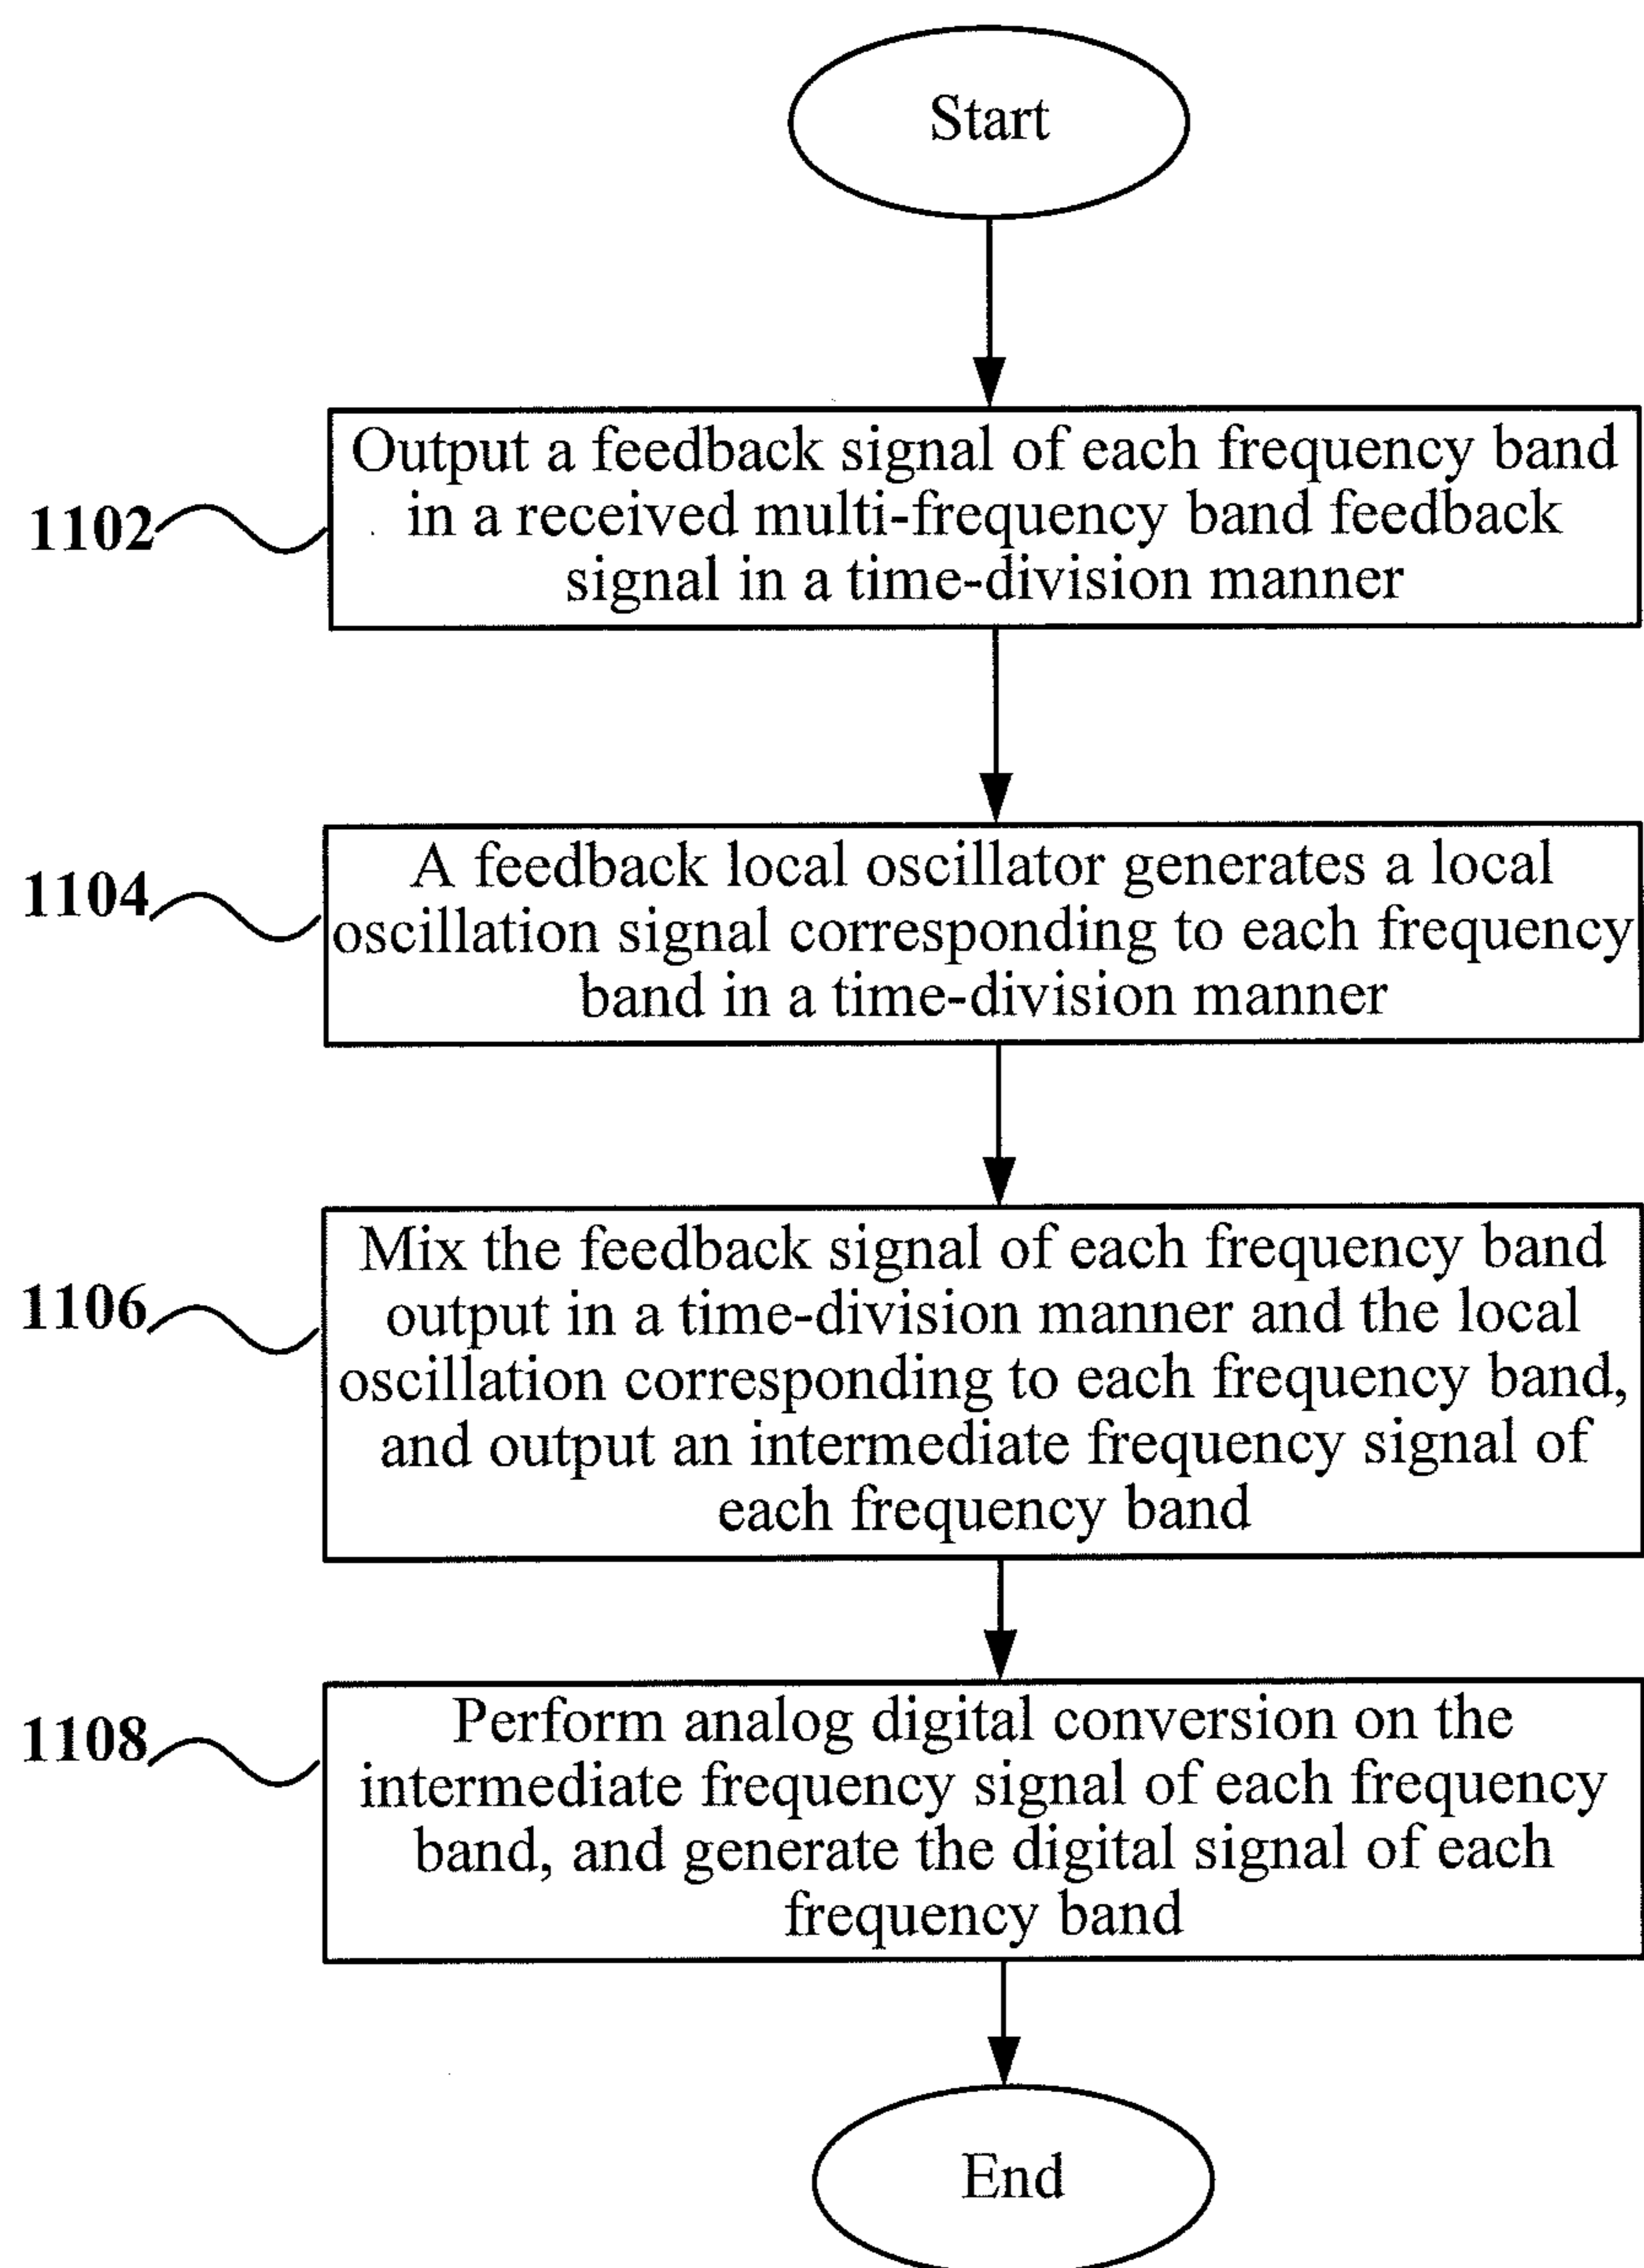 Start
Output a feedback signal of each frequency band
in a received multi-frequency band feedback
signal in a time-division manner
1102
A feedback local oscillator generates a local
oscillation signal corresponding to each frequency
band in a time-division manner
1104
Mix the feedback signal of each frequency band
output in a time-division manner and the local
oscillation corresponding to each frequency band,
and output an intermediate frequency signal of
each frequency band
1106
Perform analog digital conversion on the
intermediate frequency signal of each frequency
band, and generate the digital signal of each
frequency band
1108
End